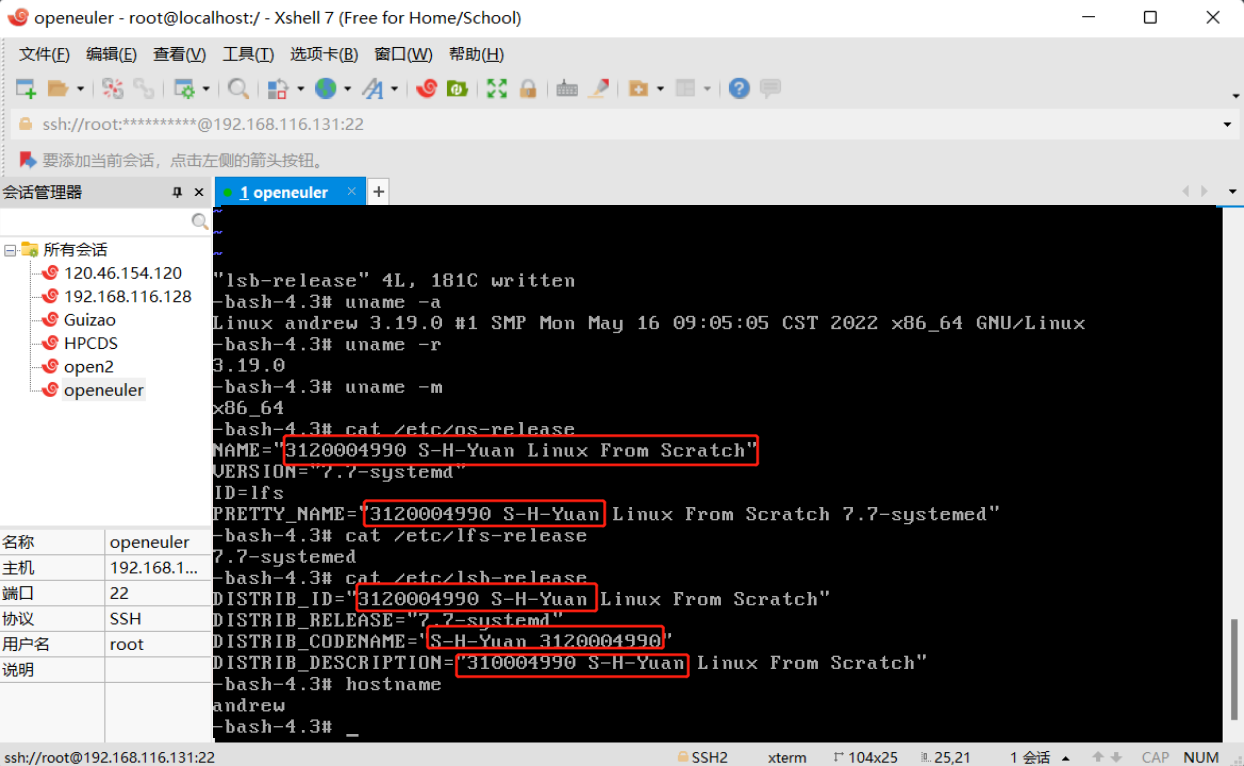 openeuler - root@localhost:/ - Xshell 7 (Free for Home/School)
文件(F) 编辑(E) 查看(V) 工具(T) 选项卡(B) 窗口(W) 帮助(H)
ssh://root:**********@192.168.116.131:22
要添加当前会话，点击左侧的箭头按钮。
会话管理器
1 openeuler
所有会话
120.46.154.120
192.168.116.128
Guizao
HPCDS
open2
openeuler
名称 openeuler
主机 192.168.1...
端口 22
协议 SSH
用户名 root
说明
~
~
~
"lsb-release" 4L, 181C written
-bash-4.3# uname -a
Linux andrew 3.19.0 #1 SMP Mon May 16 09:05:05 CST 2022 x86_64 GNU/Linux
-bash-4.3# uname -r
3.19.0
-bash-4.3# uname -m
x86_64
-bash-4.3# cat /etc/os-release
NAME="3120004990 S-H-Yuan Linux From Scratch"
VERSION="7.7-systemd"
ID=lfs
PRETTY_NAME="3120004990 S-H-Yuan Linux From Scratch 7.7-systemed"
-bash-4.3# cat /etc/lfs-release
7.7-systemed
-bash-4.3# cat /etc/lsb-release
DISTRIB_ID="3120004990 S-H-Yuan Linux From Scratch"
DISTRIB_RELEASE="7.7-systemd"
DISTRIB_CODENAME="S-H-Yuan 3120004990"
DISTRIB_DESCRIPTION="310004990 S-H-Yuan Linux From Scratch"
-bash-4.3# hostname
andrew
-bash-4.3# _
ssh://root@192.168.116.131:22 SSH2 xterm 104x25 25,21 1 会话 CAP NUM